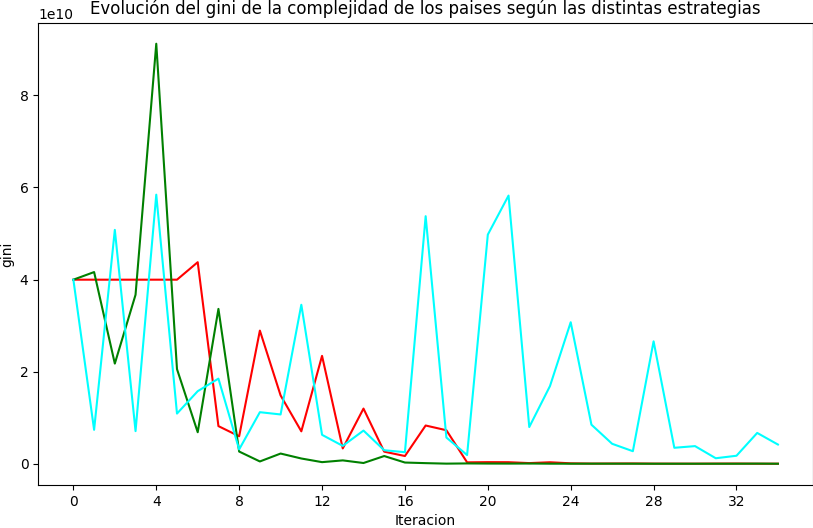 Evolución del gini de la complejidad de los paises según las distintas estrategias
1e10
8
6
4
2
0
gini
0 4 8 12 16 20 24 28 32
Iteracion